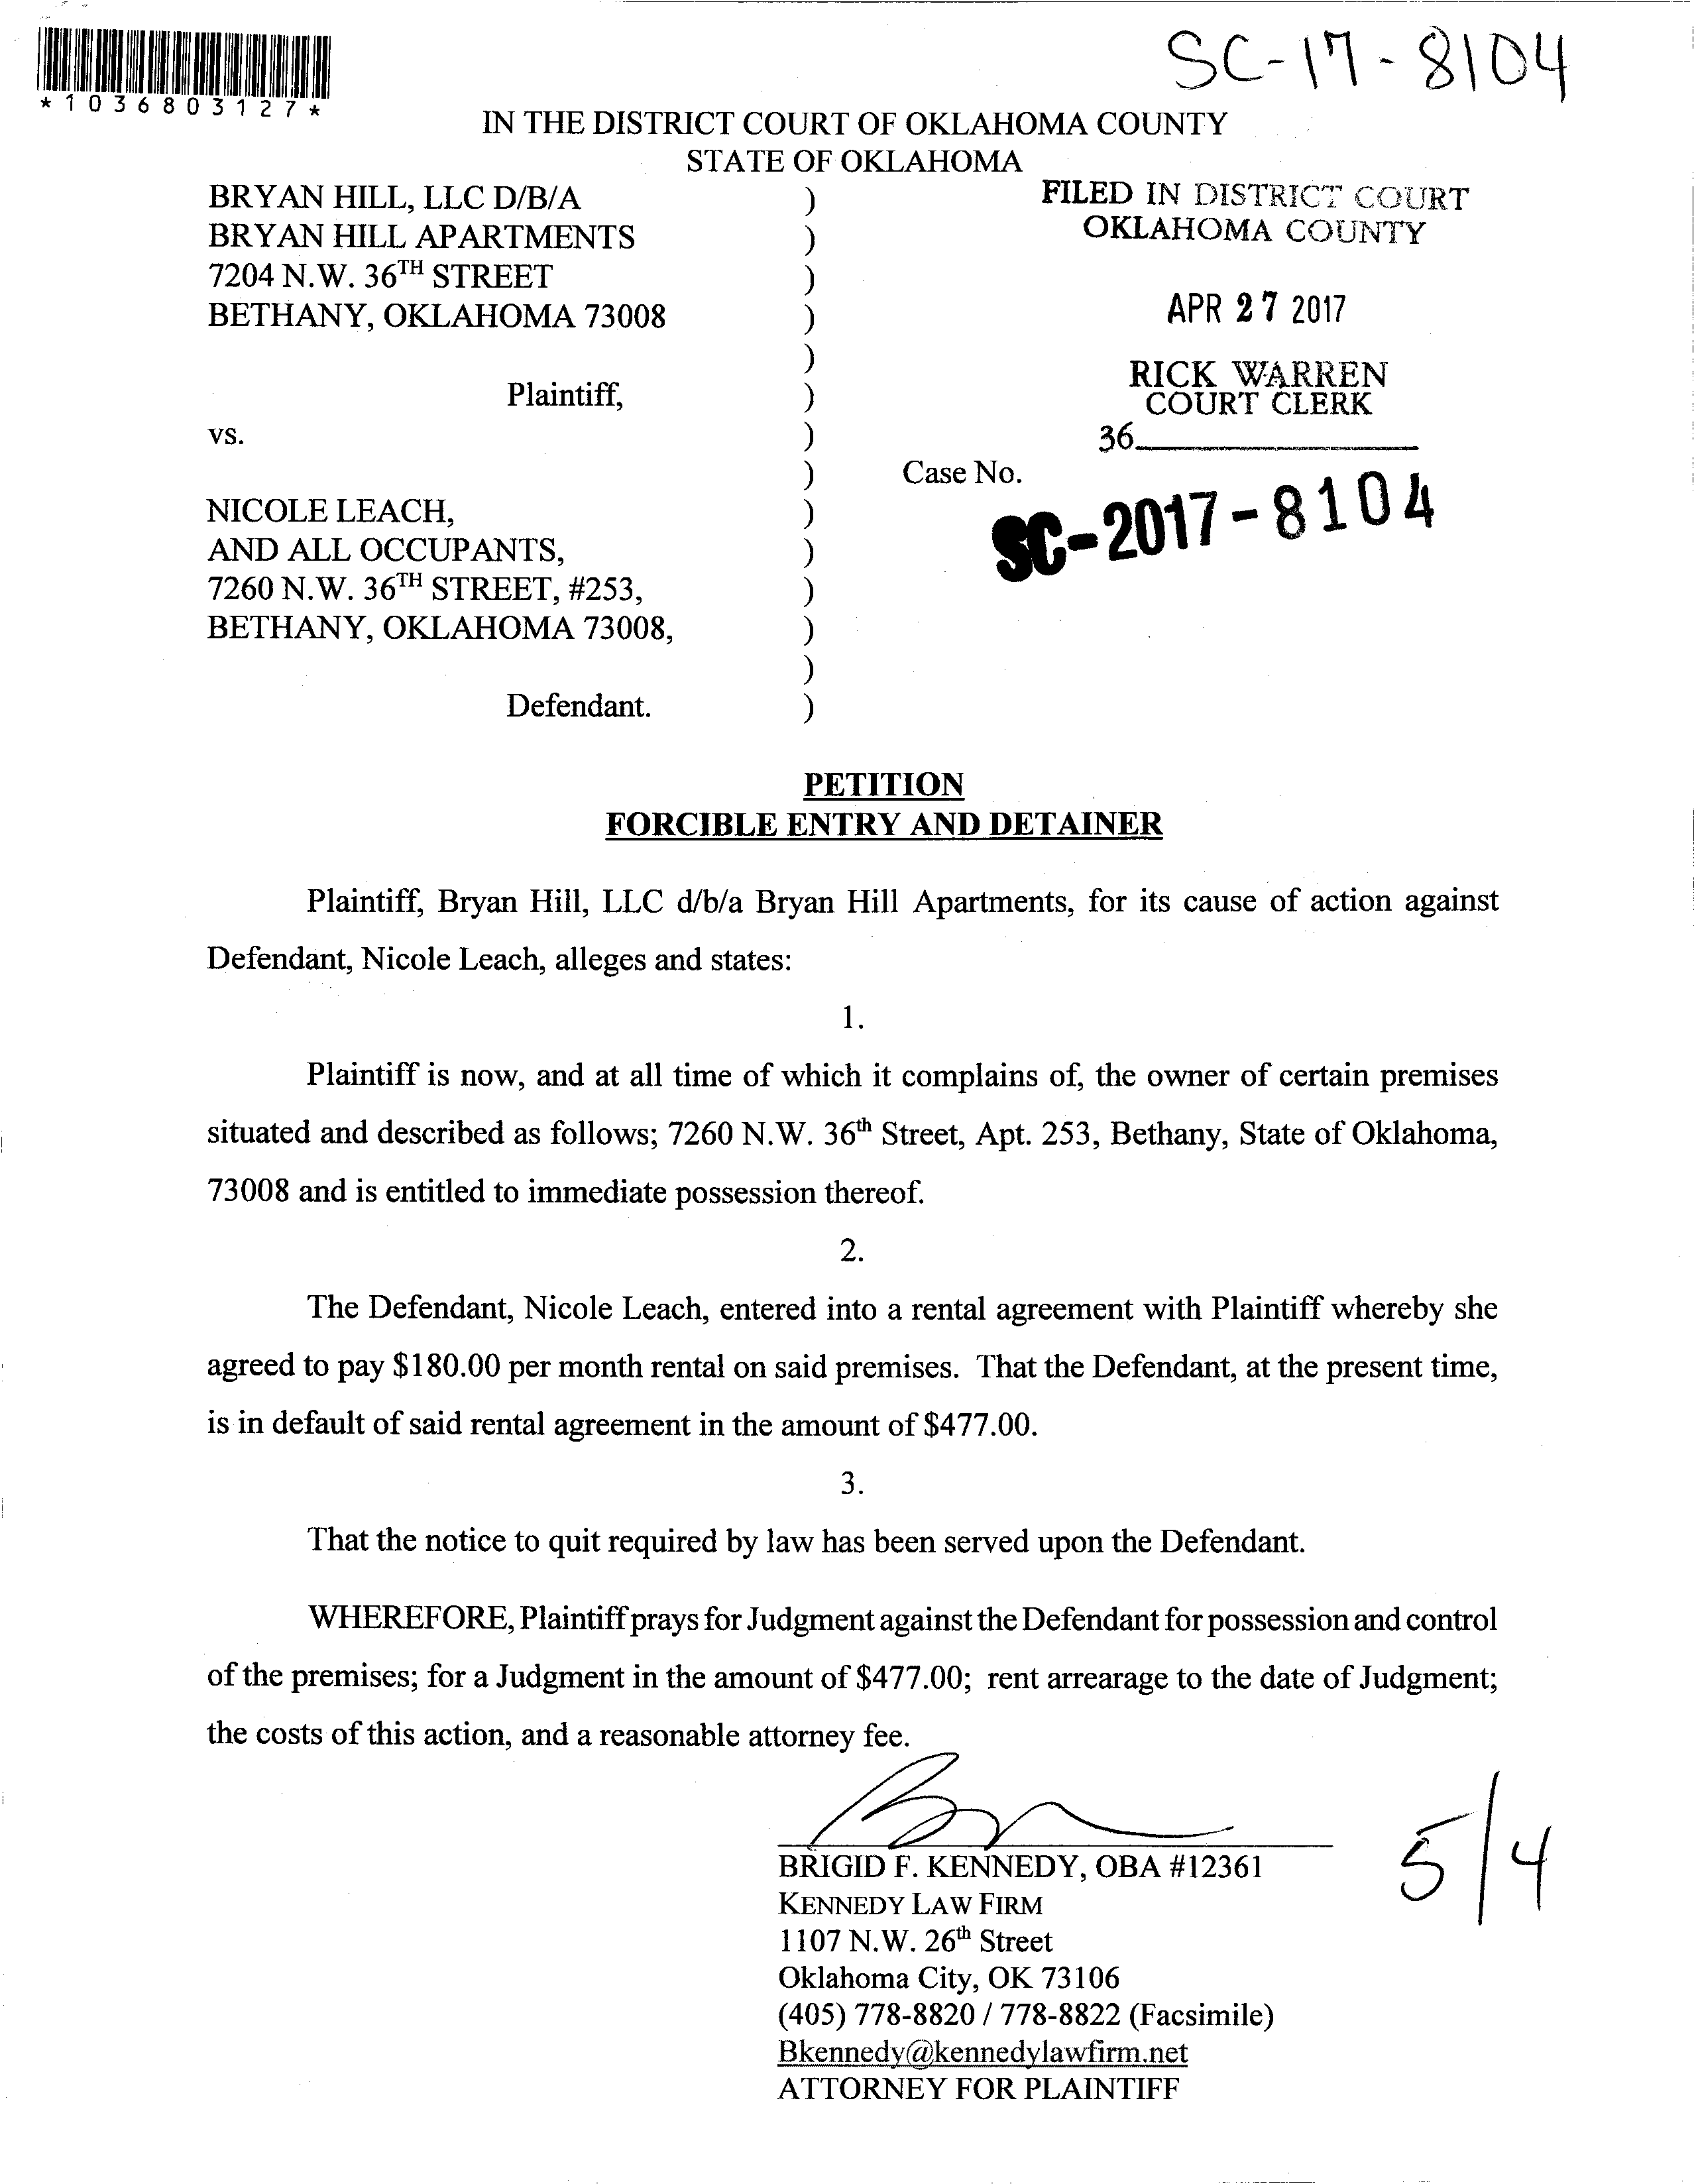 SC-17-8104
*1036803127*
IN THE DISTRICT COURT OF OKLAHOMA COUNTY
STATE OF OKLAHOMA
BRYAN HILL, LLC D/B/A )
BRYAN HILL APARTMENTS )
7204 N.W. 36TH STREET )
BETHANY, OKLAHOMA 73008 )
)
Plaintiff, )
vs. )
)
NICOLE LEACH, )
AND ALL OCCUPANTS, )
7260 N.W. 36TH STREET, #253, )
BETHANY, OKLAHOMA 73008, )
)
Defendant. )
FILED IN DISTRICT COURT
OKLAHOMA COUNTY
APR 27 2017
RICK WARREN
COURT CLERK
36
Case No.
SC-2017-8104
PETITION
FORCIBLE ENTRY AND DETAINER
Plaintiff, Bryan Hill, LLC d/b/a Bryan Hill Apartments, for its cause of action against
Defendant, Nicole Leach, alleges and states:
1.
Plaintiff is now, and at all time of which it complains of, the owner of certain premises
situated and described as follows; 7260 N.W. 36th Street, Apt. 253, Bethany, State of Oklahoma,
73008 and is entitled to immediate possession thereof.
2.
The Defendant, Nicole Leach, entered into a rental agreement with Plaintiff whereby she
agreed to pay $180.00 per month rental on said premises. That the Defendant, at the present time,
is in default of said rental agreement in the amount of $477.00.
3.
That the notice to quit required by law has been served upon the Defendant.
WHEREFORE, Plaintiff prays for Judgment against the Defendant for possession and control
of the premises; for a Judgment in the amount of $477.00; rent arrearage to the date of Judgment;
the costs of this action, and a reasonable attorney fee.
BRIGID F. KENNEDY, OBA #12361
KENNEDY LAW FIRM
1107 N.W. 26th Street
Oklahoma City, OK 73106
(405) 778-8820 / 778-8822 (Facsimile)
Bkennedy@kennedylawfirm.net
ATTORNEY FOR PLAINTIFF
5/4